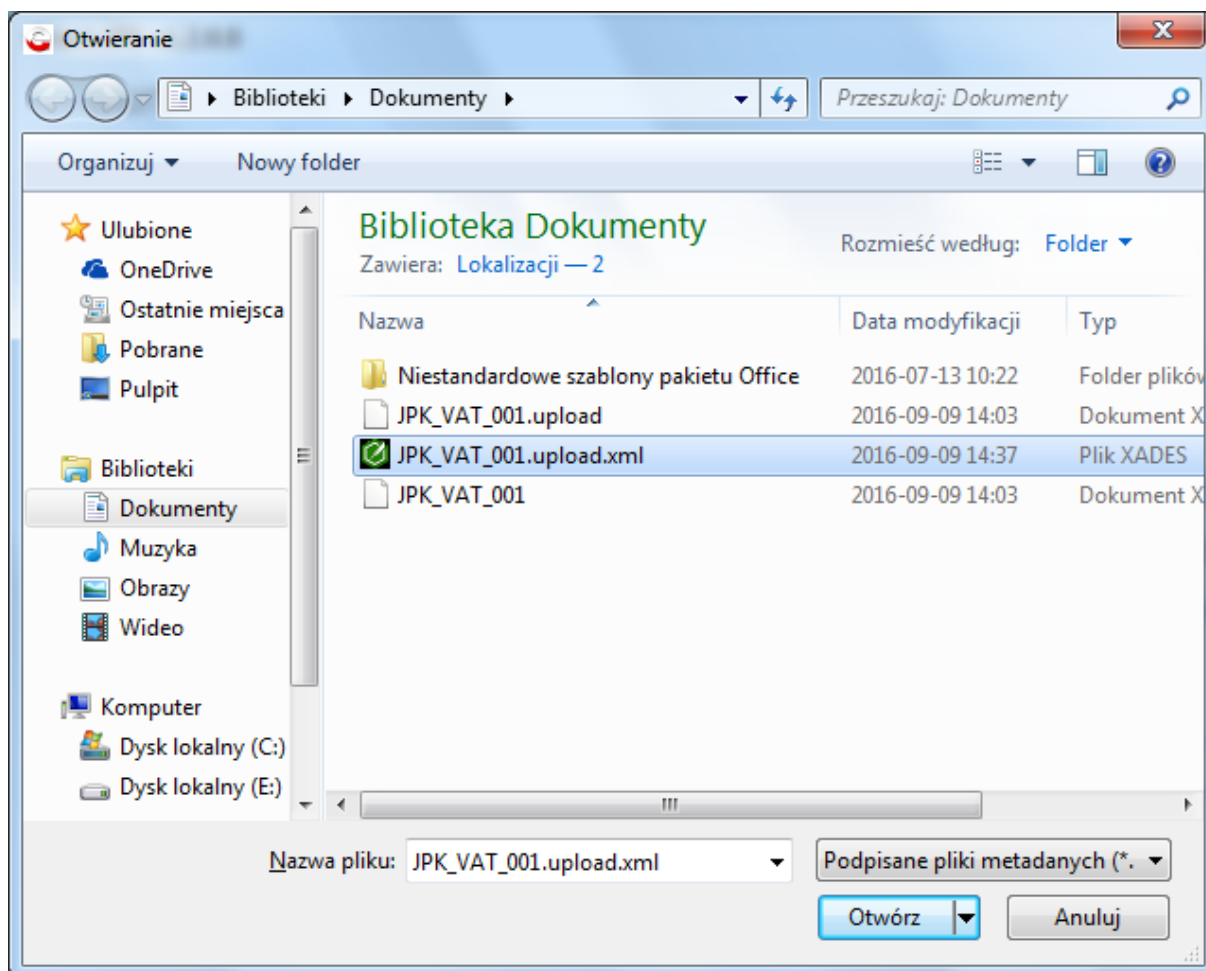 Otwieranie
Biblioteki Dokumenty
Przeszukaj: Dokumenty
Organizuj Nowy folder
Ulubione
OneDrive
Ostatnie miejsca
Pobrane
Pulpit
Biblioteki
Dokumenty
Muzyka
Obrazy
Wideo
Komputer
Dysk lokalny (C:)
Dysk lokalny (E:)
Biblioteka Dokumenty
Zawiera: Lokalizacji — 2
Rozmieść według: Folder
Nazwa Data modyfikacji Typ
Niestandardowe szablony pakietu Office 2016-07-13 10:22 Folder plików
JPK_VAT_001.upload 2016-09-09 14:03 Dokument X
JPK_VAT_001.upload.xml 2016-09-09 14:37 Plik XADES
JPK_VAT_001 2016-09-09 14:03 Dokument X
Nazwa pliku: JPK_VAT_001.upload.xml Podpisane pliki metadanych (*.
Otwórz Anuluj